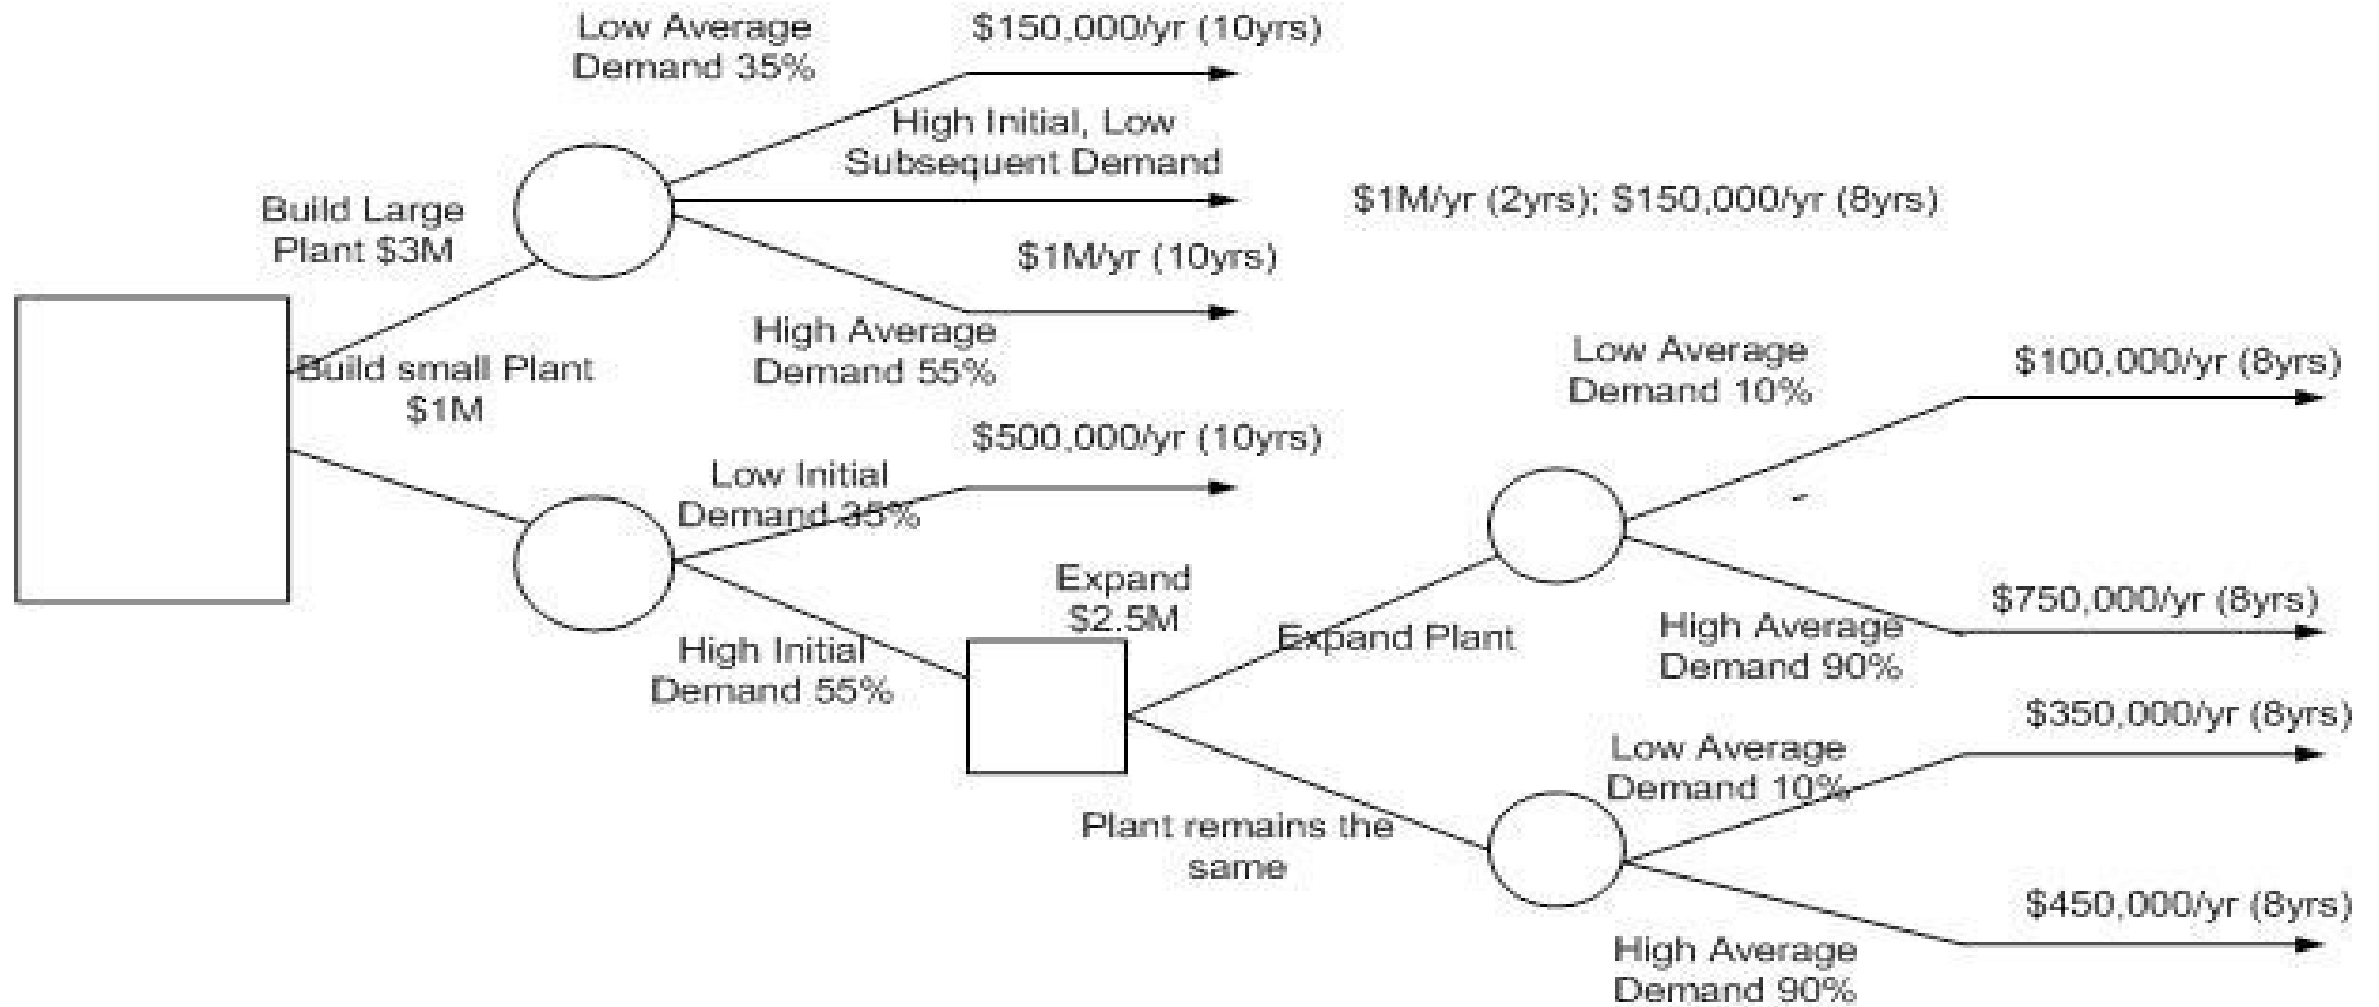 Low Average
Demand 35%
$150,000/yr (10yrs)
High Initial, Low
Subsequent Demand
$1M/yr (2yrs); $150,000/yr (8yrs)
Build Large
Plant $3M
$1M/yr (10yrs)
High Average
Demand 55%
Build small Plant
$1M
Low Average
Demand 10%
$100,000/yr (8yrs)
$500,000/yr (10yrs)
Low Initial
Demand 35%
Expand
$2.5M
$750,000/yr (8yrs)
High Initial
Demand 55%
Expand Plant
High Average
Demand 90%
$350,000/yr (8yrs)
Low Average
Demand 10%
Plant remains the
same
$450,000/yr (8yrs)
High Average
Demand 90%